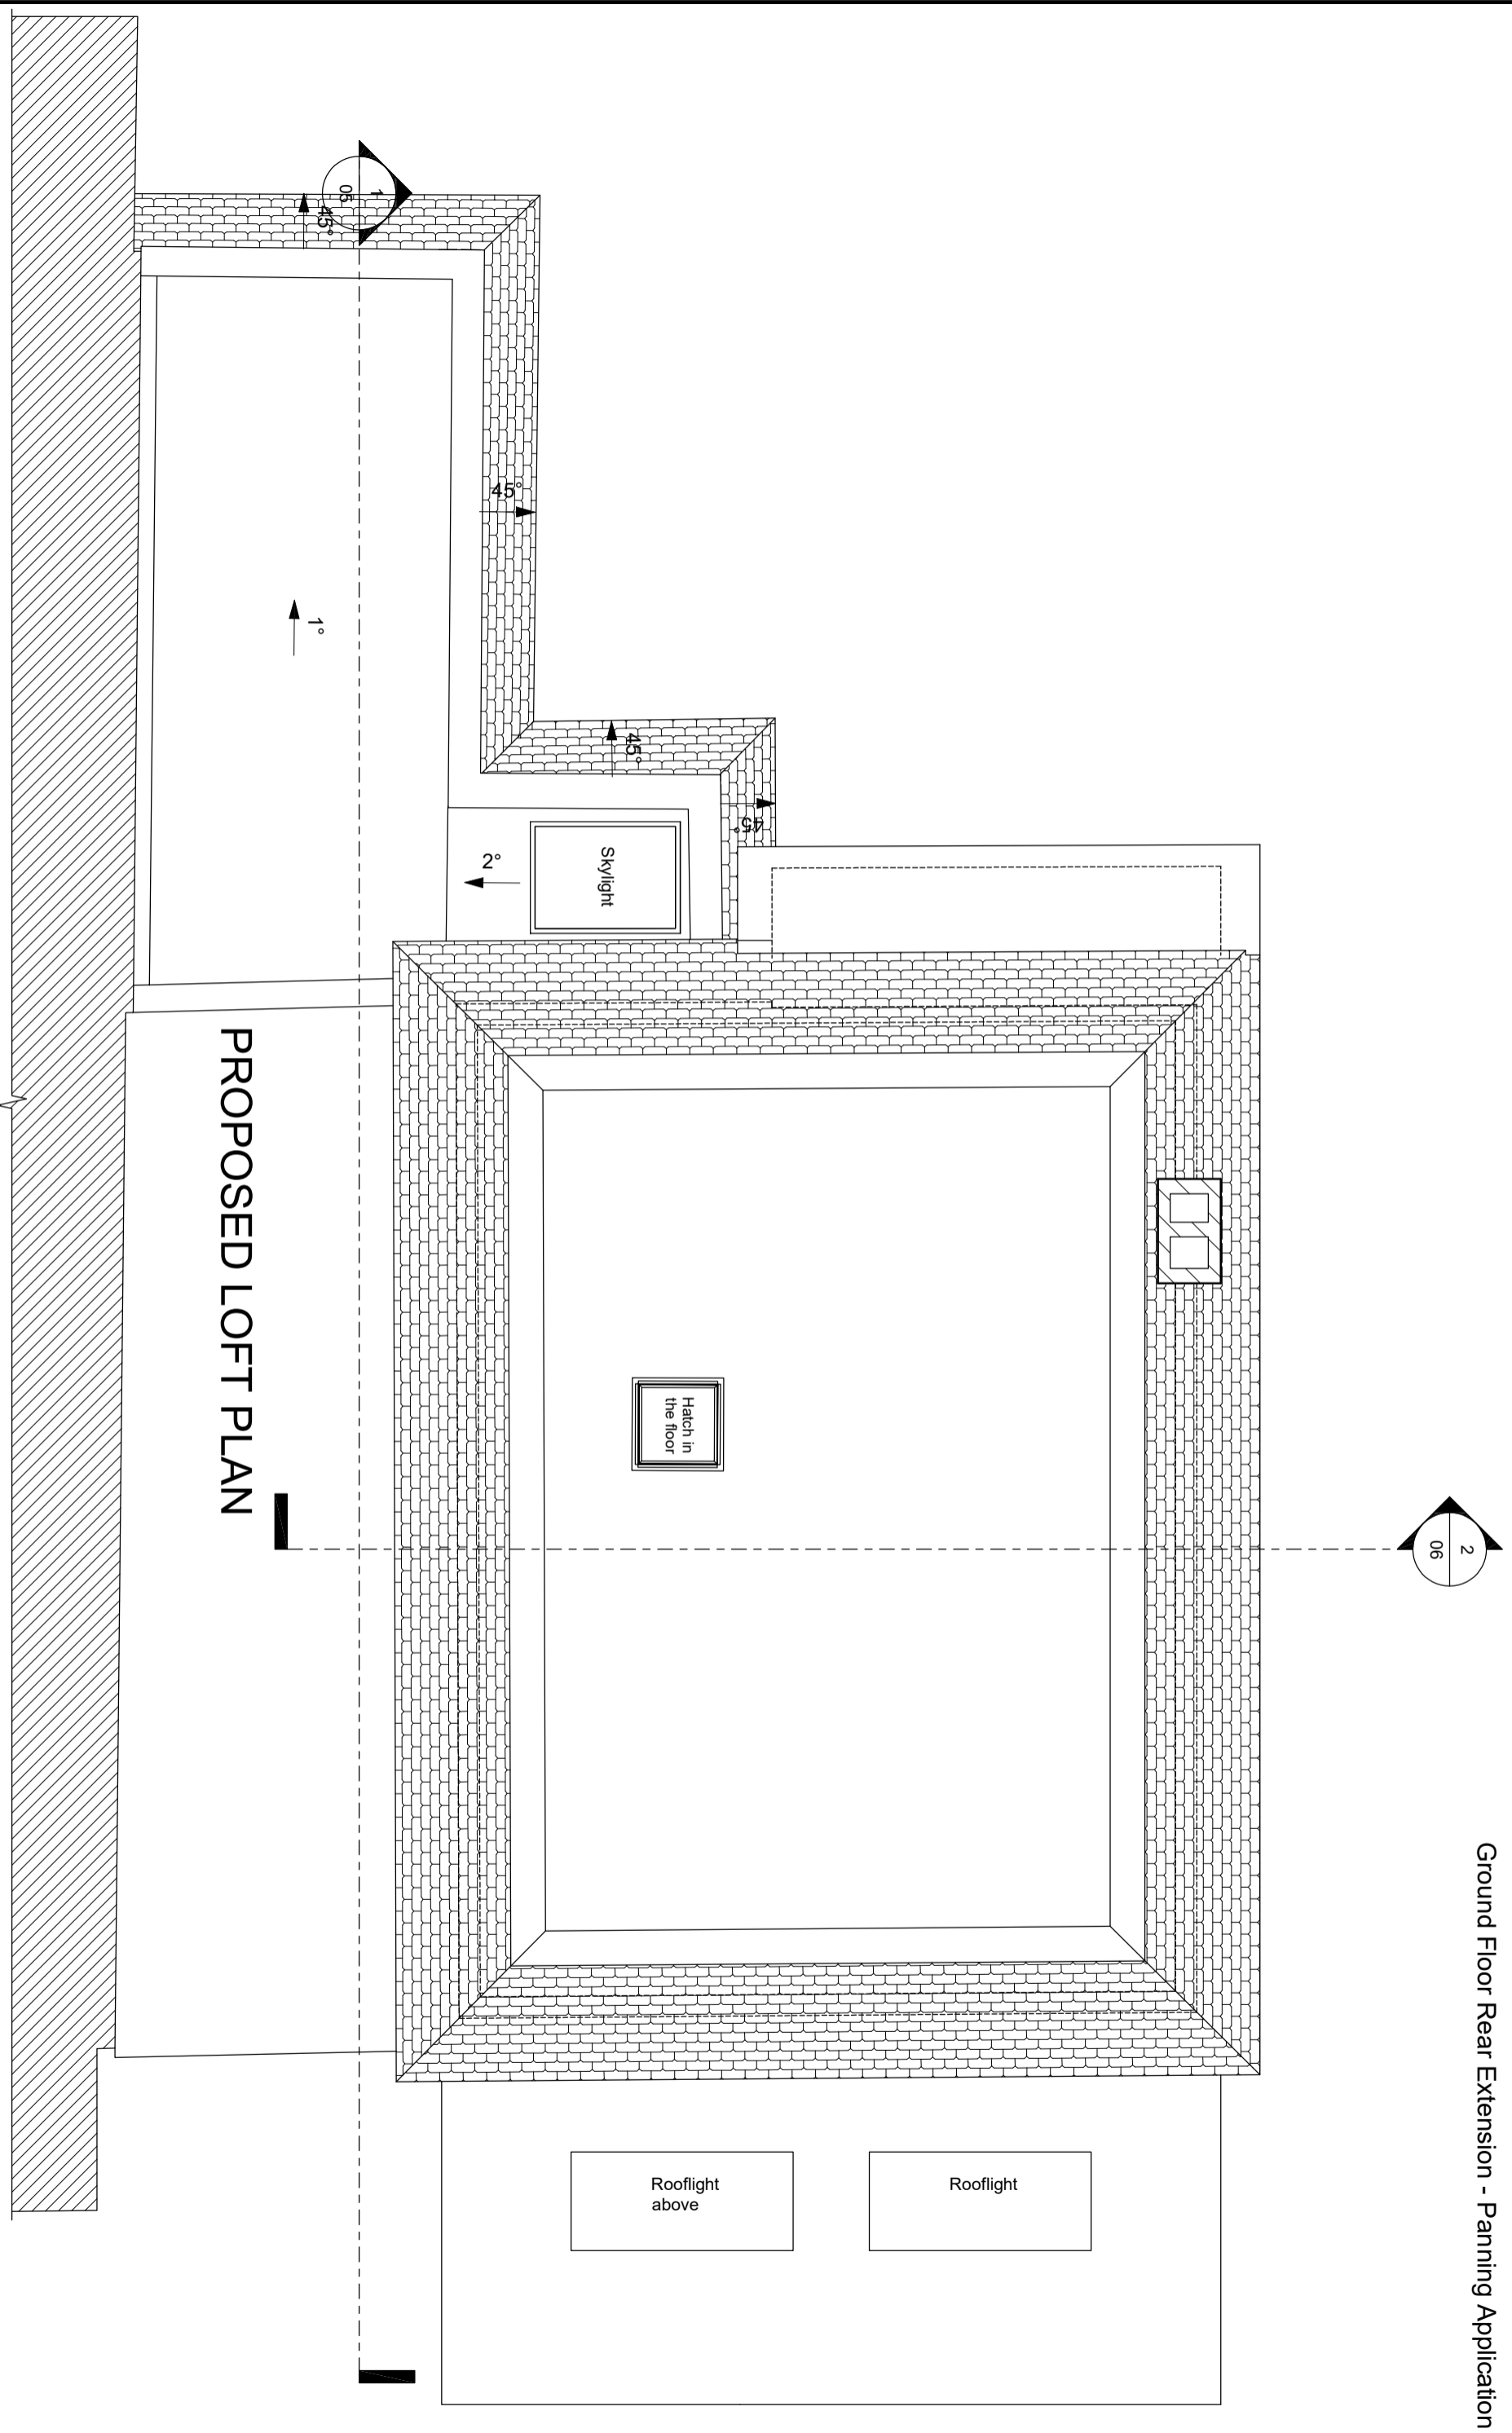 Ground Floor Rear Extension - Panning Application
2
06
1
05
45°
45°
45°
45°
1°
2°
Skylight
Hatch in
the floor
Rooflight
above
Rooflight
PROPOSED LOFT PLAN